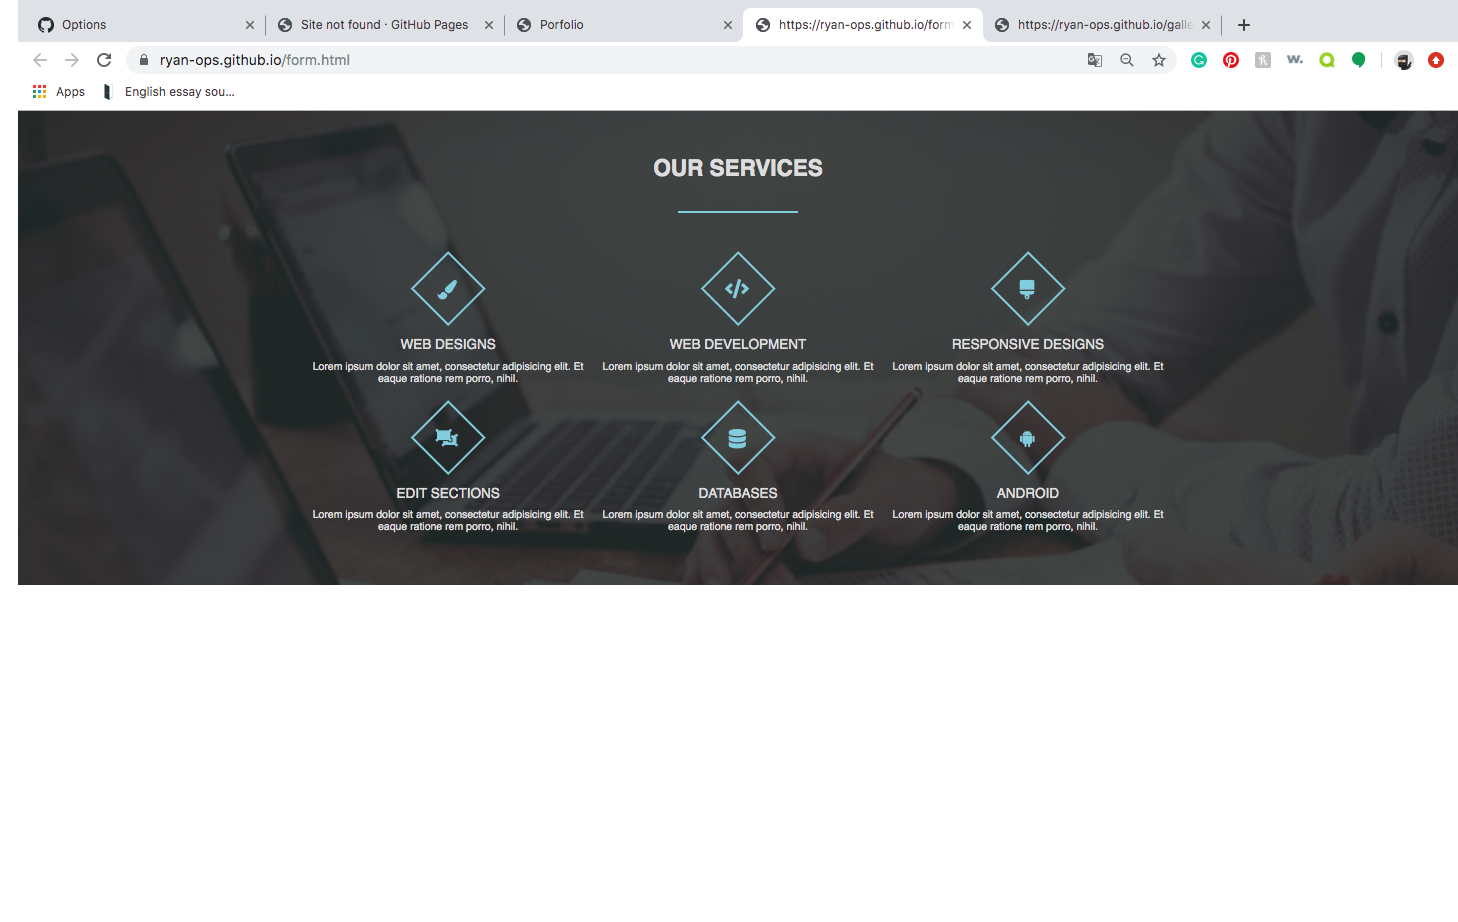 Options
Site not found · GitHub Pages
Porfolio
https://ryan-ops.github.io/form
https://ryan-ops.github.io/galle
ryan-ops.github.io/form.html
Apps
English essay sou...
OUR SERVICES
WEB DESIGNS
Lorem ipsum dolor sit amet, consectetur adipisicing elit. Et
eaque ratione rem porro, nihil.
WEB DEVELOPMENT
Lorem ipsum dolor sit amet, consectetur adipisicing elit. Et
eaque ratione rem porro, nihil.
RESPONSIVE DESIGNS
Lorem ipsum dolor sit amet, consectetur adipisicing elit. Et
eaque ratione rem porro, nihil.
EDIT SECTIONS
Lorem ipsum dolor sit amet, consectetur adipisicing elit. Et
eaque ratione rem porro, nihil.
DATABASES
Lorem ipsum dolor sit amet, consectetur adipisicing elit. Et
eaque ratione rem porro, nihil.
ANDROID
Lorem ipsum dolor sit amet, consectetur adipisicing elit. Et
eaque ratione rem porro, nihil.